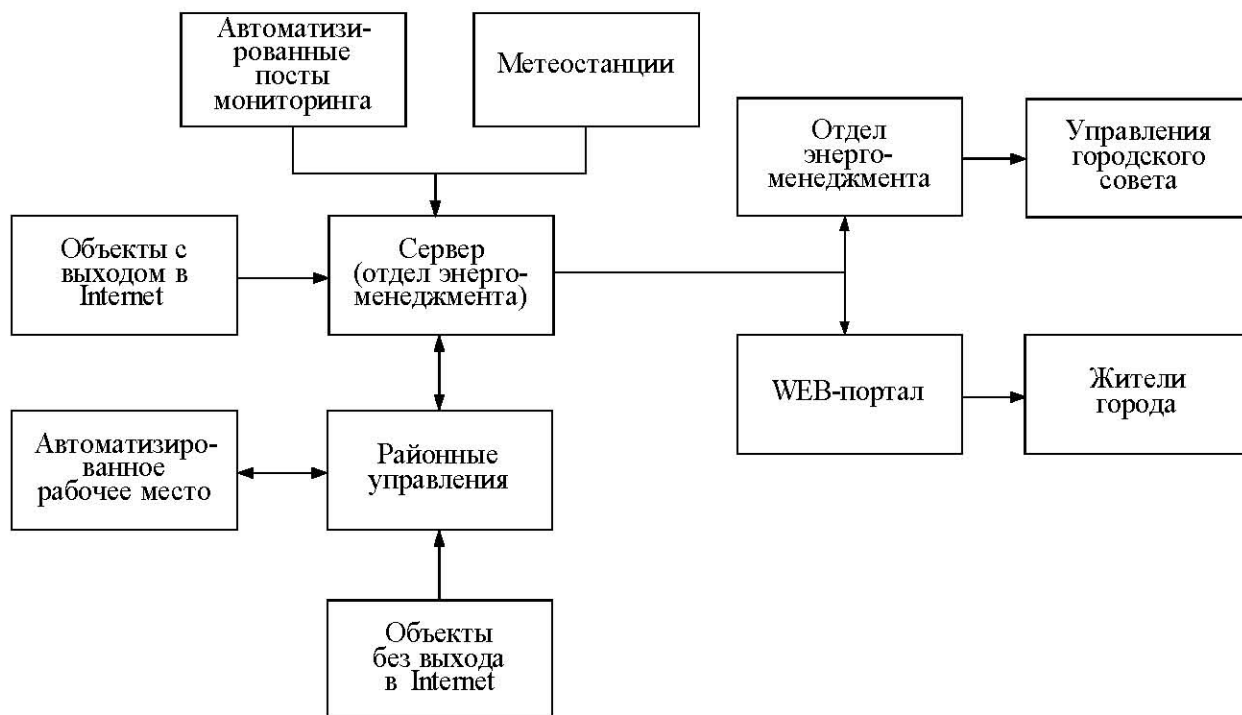 Автоматизи-
рованные
посты
мониторинга
Метеостанции
Отдел
энерго-
менеджмента
Управления
городского
совета
Объекты с
выходом в
Internet
Сервер
(отдел энерго-
менеджмента)
WEB-портал
Жители
города
Автоматизиро-
ванное
рабочее место
Районные
управления
Объекты
без выхода
в Internet